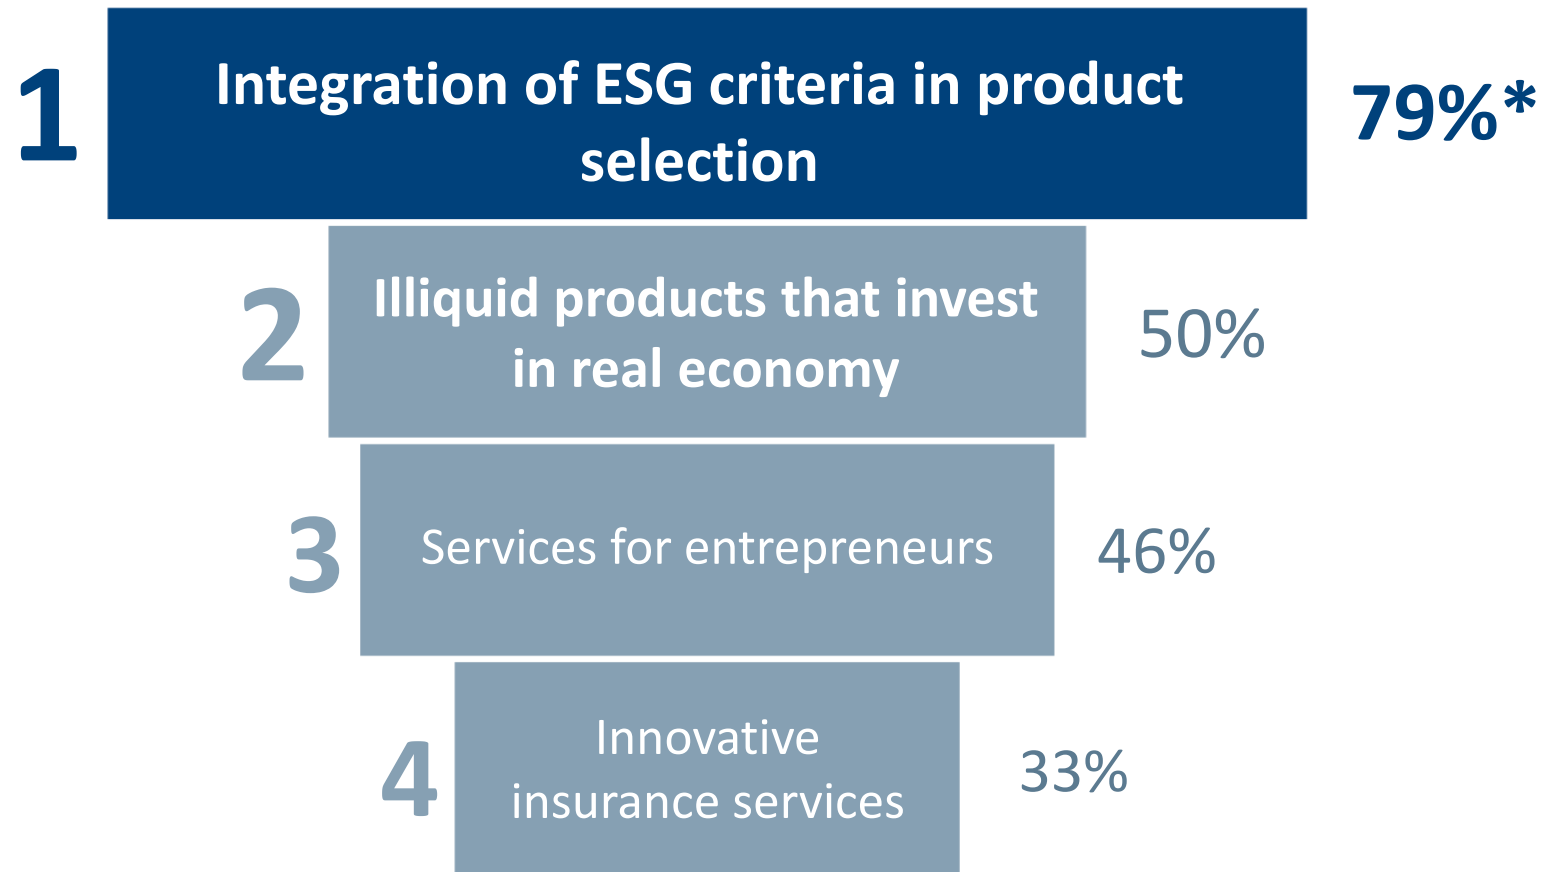 1
Integration of ESG criteria in product
selection
79%*
2
Illiquid products that invest
in real economy
50%
3
Services for entrepreneurs
46%
4
Innovative
insurance services
33%